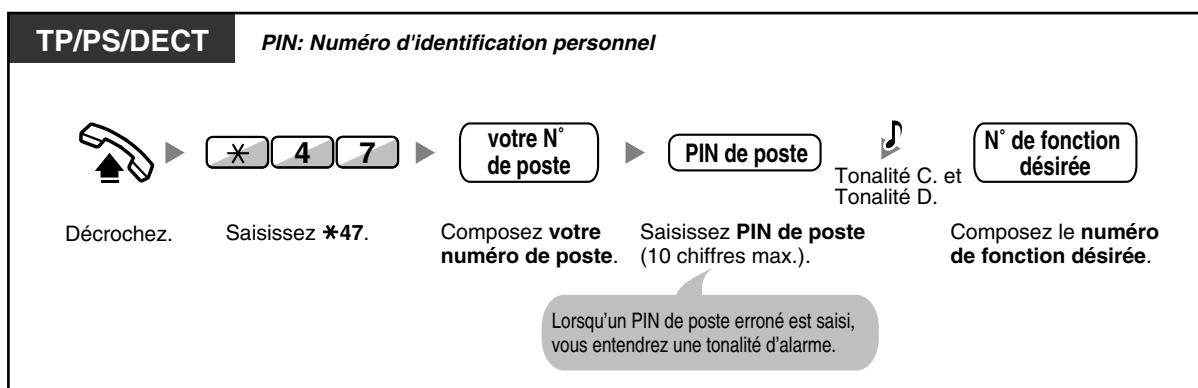 TP/PS/DECT
PIN: Numéro d'identification personnel
✳ 4 7
votre N°
de poste
PIN de poste
Tonalité C. et
Tonalité D.
N° de fonction
désirée
Décrochez.
Saisissez ✳47.
Composez votre
numéro de poste.
Saisissez PIN de poste
(10 chiffres max.).
Composez le numéro
de fonction désirée.
Lorsqu'un PIN de poste erroné est saisi,
vous entendrez une tonalité d’alarme.